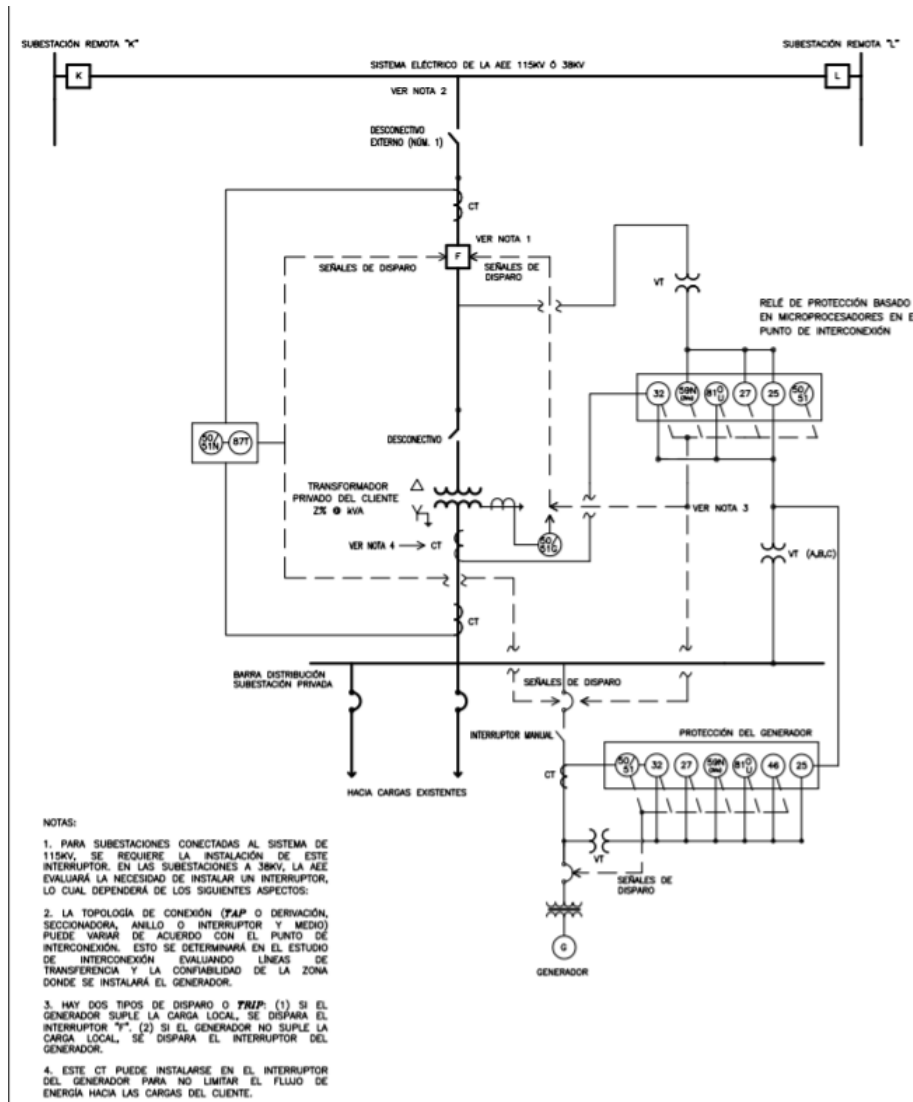 SUBESTACIÓN REMOTA "K"
SUBESTACIÓN REMOTA "L"
SISTEMA ELÉCTRICO DE LA AEE 115KV Ó 38KV
K
L
VER NOTA 2
DESCONECTIVO
EXTERNO (NÚM. 1)
CT
VER NOTA 1
F
SEÑALES DE DISPARO
SEÑALES DE
DISPARO
VT
RELÉ DE PROTECCIÓN BASADO
EN MICROPROCESADORES EN E
PUNTO DE INTERCONEXIÓN
32
59N
81 O
U
27
25
50/
51
50/
51N
87T
DESCONECTIVO
TRANSFORMADOR
PRIVADO DEL CLIENTE
Z% @ kVA
VER NOTA 3
VER NOTA 4
CT
50/
51G
VT (A,B,C)
CT
BARRA DISTRIBUCIÓN
SUBESTACIÓN PRIVADA
SEÑALES DE DISPARO
INTERRUPTOR MANUAL
PROTECCIÓN DEL GENERADOR
50/
51
32
27
59N
81 O
U
46
25
CT
HACIA CARGAS EXISTENTES
VT
SEÑALES DE
DISPARO
G
GENERADOR
NOTAS:
1. PARA SUBESTACIONES CONECTADAS AL SISTEMA DE
115KV, SE REQUIERE LA INSTALACIÓN DE ESTE
INTERRUPTOR. EN LAS SUBESTACIONES A 38KV, LA AEE
EVALUARÁ LA NECESIDAD DE INSTALAR UN INTERRUPTOR,
LO CUAL DEPENDERÁ DE LOS SIGUIENTES ASPECTOS:
2. LA TOPOLOGÍA DE CONEXIÓN (TAP O DERIVACIÓN,
SECCIONADORA, ANILLO O INTERRUPTOR Y MEDIO)
PUEDE VARIAR DE ACUERDO CON EL PUNTO DE
INTERCONEXIÓN. ESTO SE DETERMINARÁ EN EL ESTUDIO
DE INTERCONEXIÓN EVALUANDO LÍNEAS DE
TRANSFERENCIA Y LA CONFIABILIDAD DE LA ZONA
DONDE SE INSTALARÁ EL GENERADOR.
3. HAY DOS TIPOS DE DISPARO O TRIP: (1) SI EL
GENERADOR SUPLE LA CARGA LOCAL, SE DISPARA EL
INTERRUPTOR "F". (2) SI EL GENERADOR NO SUPLE LA
CARGA LOCAL, SE DISPARA EL INTERRUPTOR DEL
GENERADOR.
4. ESTE CT PUEDE INSTALARSE EN EL INTERRUPTOR
DEL GENERADOR PARA NO LIMITAR EL FLUJO DE
ENERGÍA HACIA LAS CARGAS DEL CLIENTE.